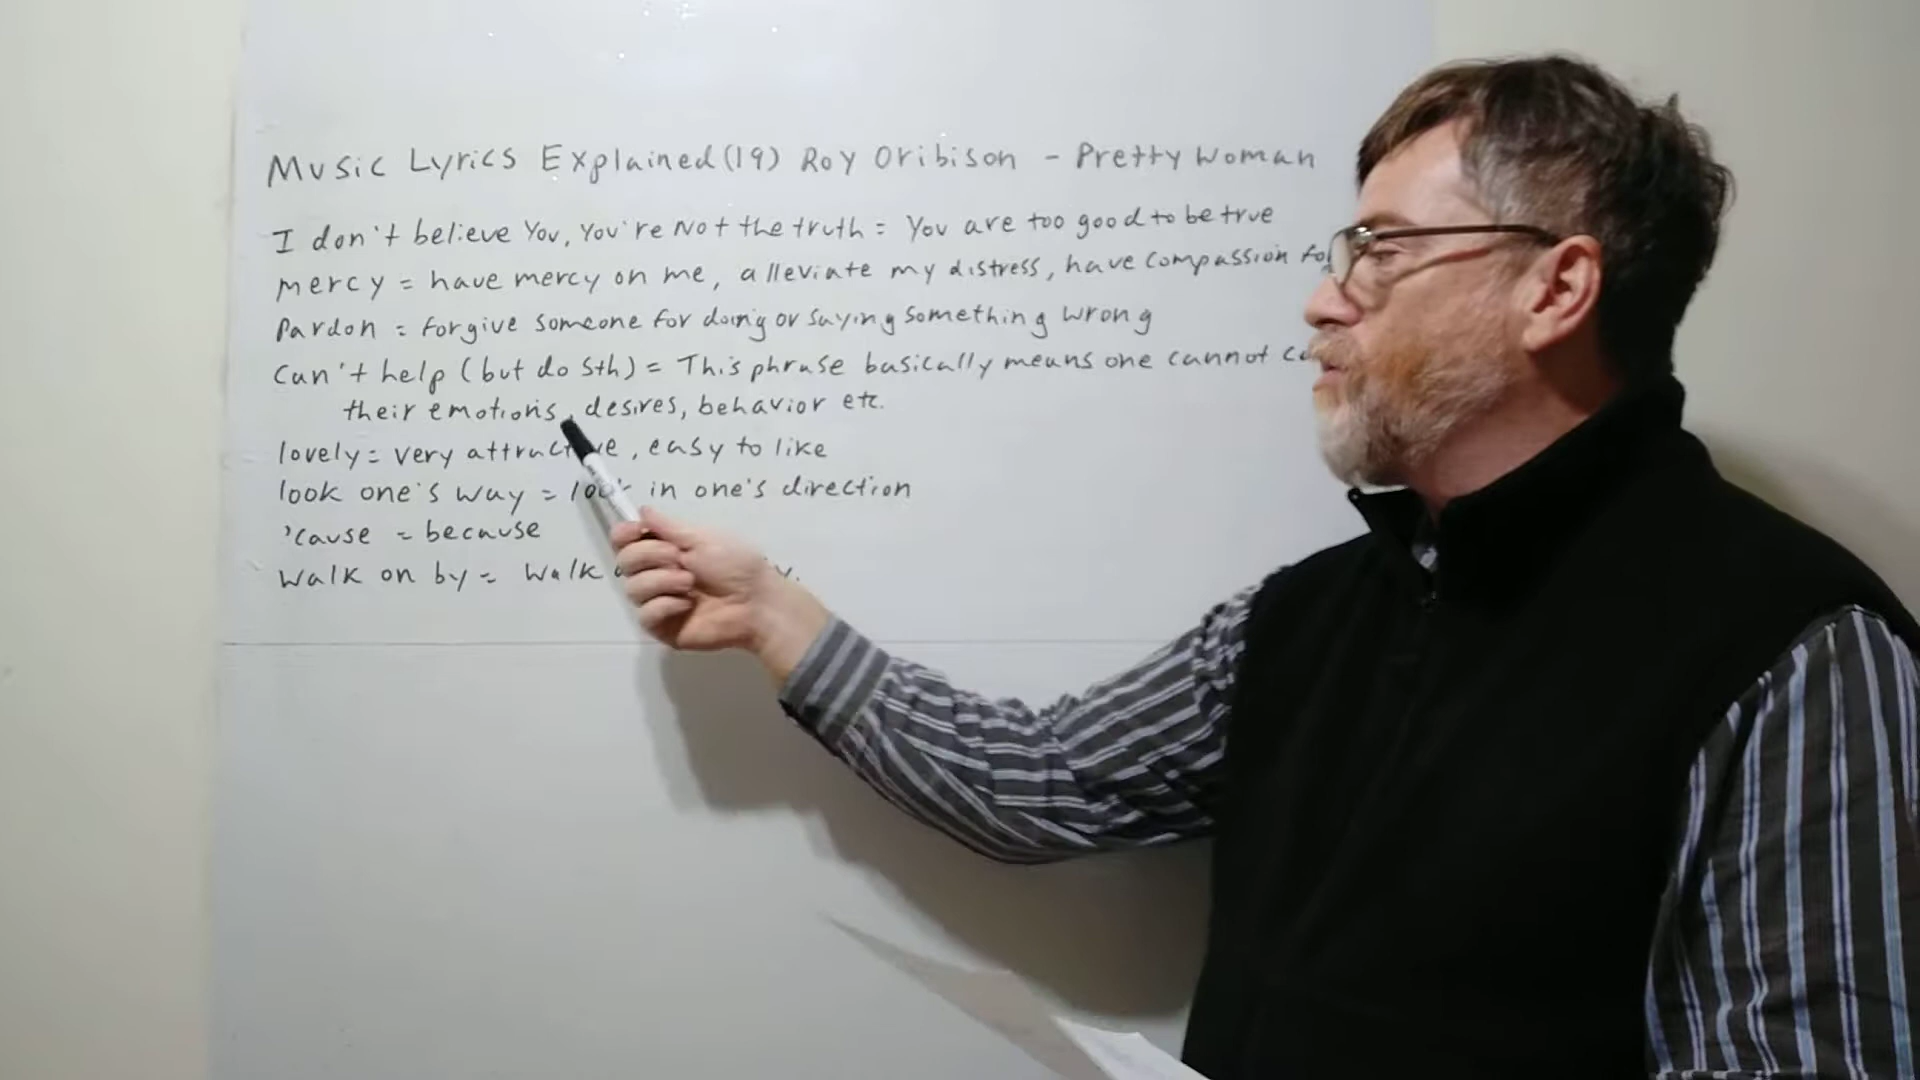 Music Lyrics Explained (19) Roy Oribison - Pretty Woman
I don't believe You, You're Not the truth = You are too good to be true
mercy = have mercy on me, alleviate my distress, have compassion for
Pardon = forgive someone for doing or saying something wrong
Can't help (but do sth) = This phrase basically means one cannot
their emotions, desires, behavior etc.
lovely = very attractive, easy to like
look one's way = look in one's direction
'cause = because
Walk on by = Walk